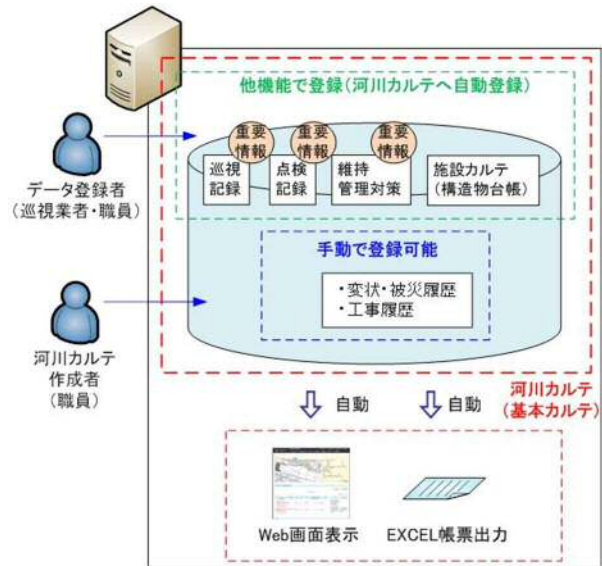 他機能で登録(河川カルテへ自動登録)
重要
情報
重要
情報
重要
情報
巡視
記録
点検
記録
維持
管理対策
施設カルテ
(構造物台帳)
データ登録者
(巡視業者・職員)
手動で登録可能
・変状・被災履歴
・工事履歴
河川カルテ
作成者
(職員)
河川カルテ
(基本カルテ)
自動
自動
Web画面表示
EXCEL帳票出力